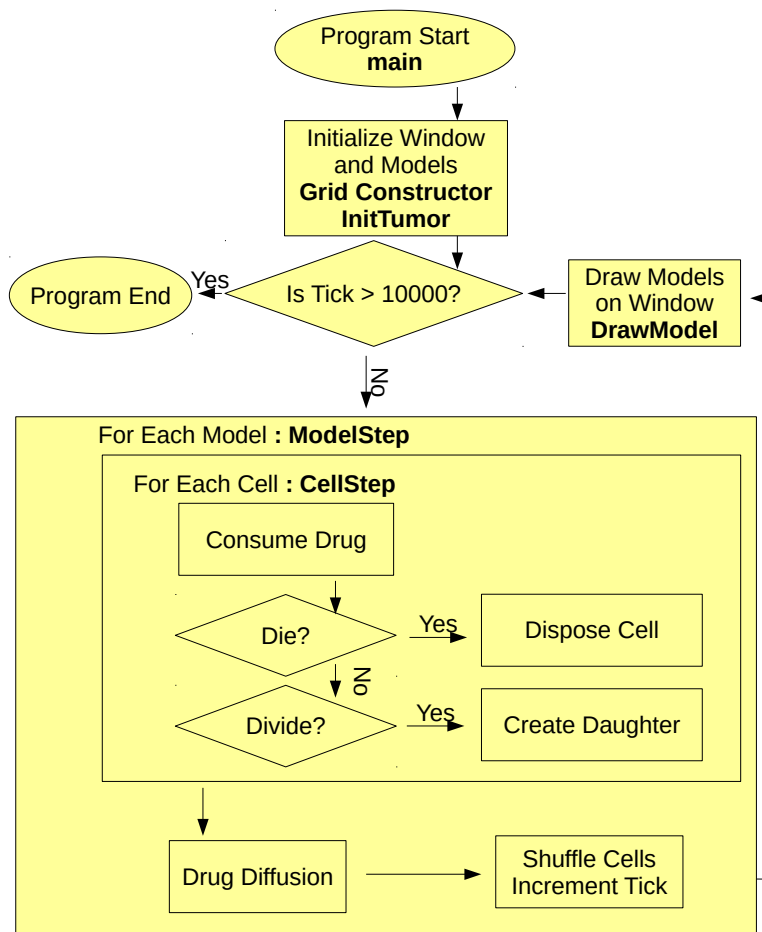 Program Start
main
Initialize Window
and Models
Grid Constructor
InitTumor
Is Tick > 10000?
Yes
Program End
Draw Models
on Window
DrawModel
No
For Each Model : ModelStep
For Each Cell : CellStep
Consume Drug
Die?
Yes
Dispose Cell
No
Divide?
Yes
Create Daughter
Drug Diffusion
Shuffle Cells
Increment Tick